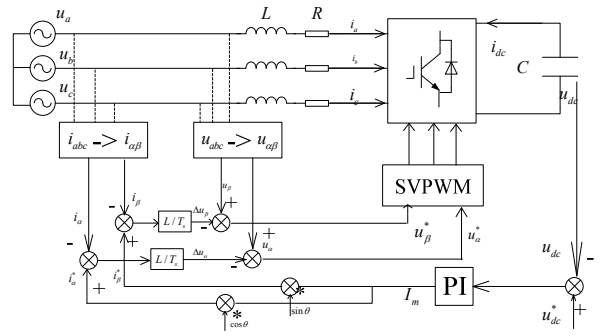 u_a L R
i_a
u_b
i_b
i_dc C
u_c
i_c
u_dc
i_abc -> i_αβ u_abc -> u_αβ
SVPWM
i_β u_β
+
i_α - L / T_s Δu_β -
+
u_β^* u_α^*
- L / T_s Δu_α u_α
+ -
i_α^* i_β^*
+
* *
cosθ sinθ
I_m PI
u_dc -
u_dc^* +